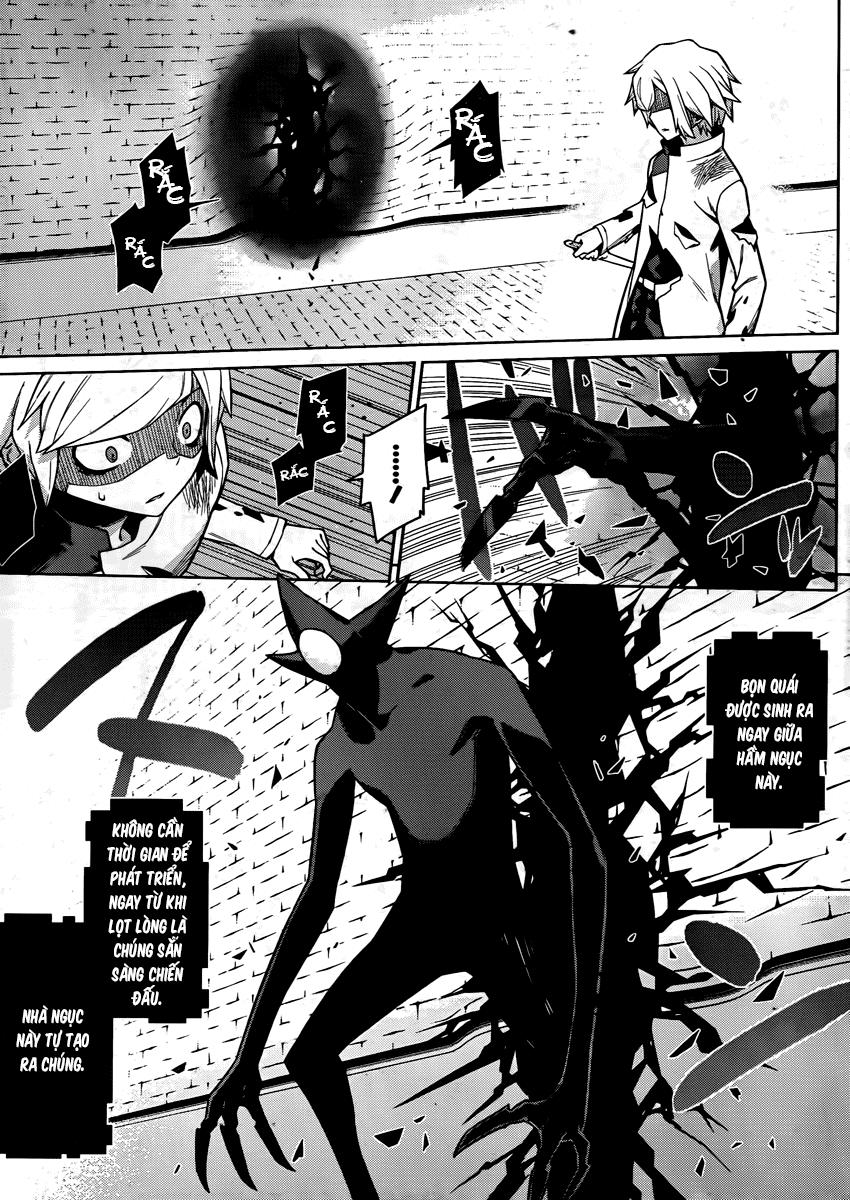 RẮC
RẮC
RẮC
RẮC
RẮC
BỌN QUÁI
ĐƯỢC SINH RA
NGAY GIỮA
HẦM NGỤC
NÀY.
KHÔNG CẦN
THỜI GIAN ĐỂ
PHÁT TRIỂN,
NGAY TỪ KHI
LỌT LÒNG LÀ
CHÚNG SẴN
SÀNG CHIẾN
ĐẤU.
NHÀ NGỤC
NÀY TỰ TẠO
RA CHÚNG.